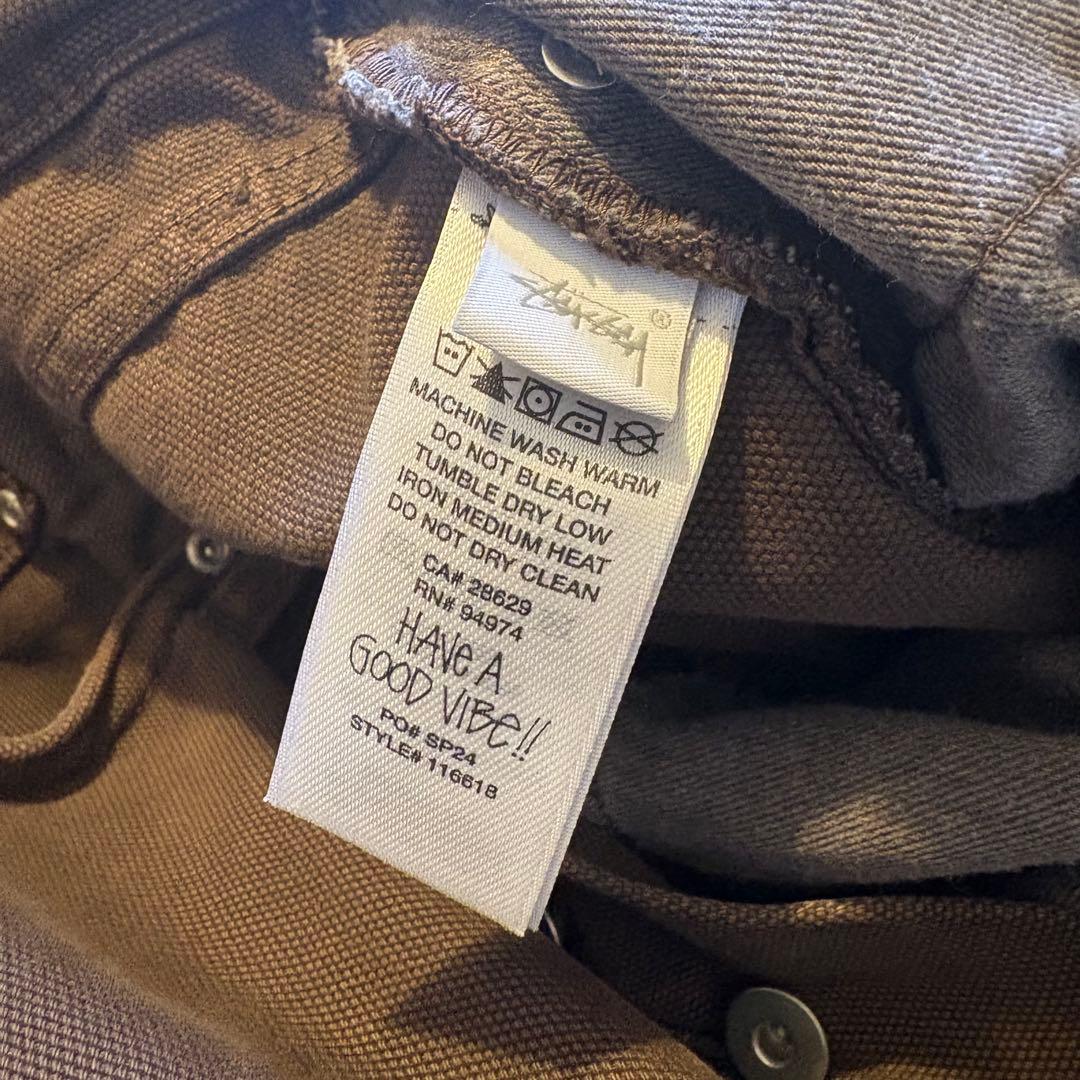 Stüssy ®
MACHINE WASH WARM
DO NOT BLEACH
TUMBLE DRY LOW
IRON MEDIUM HEAT
DO NOT DRY CLEAN
CA# 28629
RN# 94974
HAVE A
GOOD VIBE!!
PO# SP24
STYLE# 116618